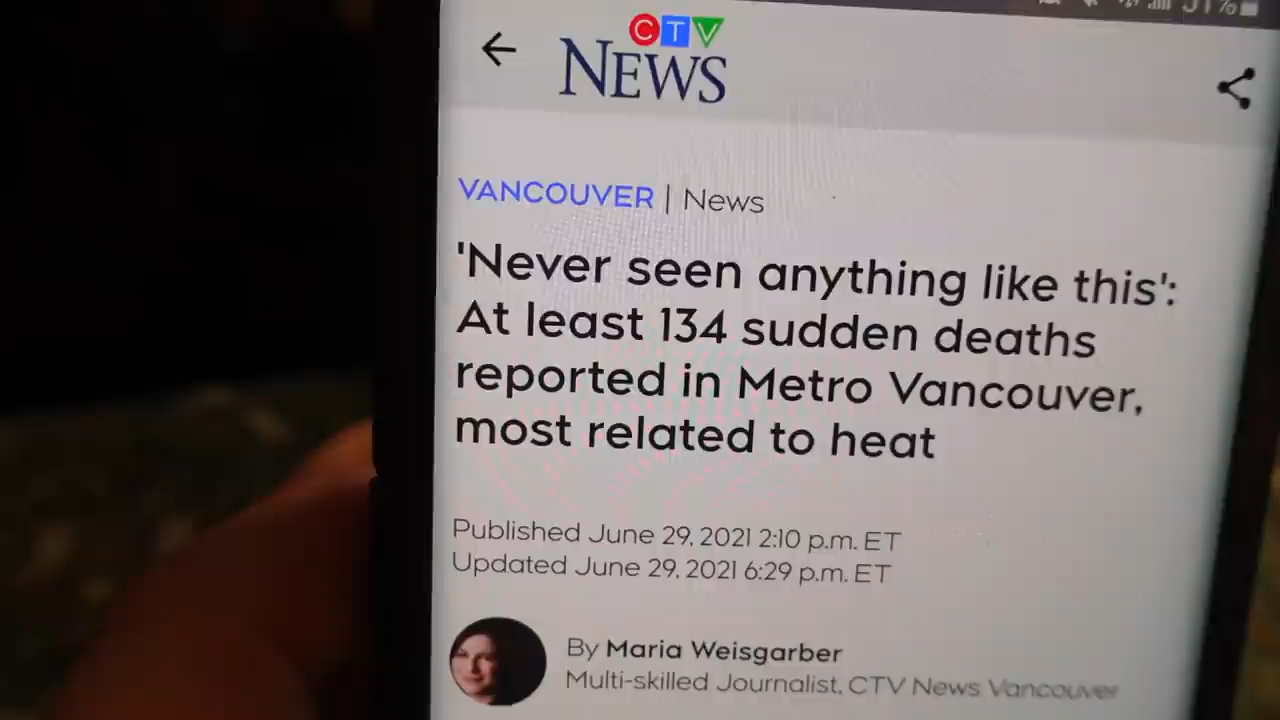 CTV
NEWS
VANCOUVER | News
'Never seen anything like this':
At least 134 sudden deaths
reported in Metro Vancouver,
most related to heat
Published June 29, 2021 2:10 p.m. ET
Updated June 29, 2021 6:29 p.m. ET
By Maria Weisgarber
Multi-skilled Journalist, CTV News Vancouver